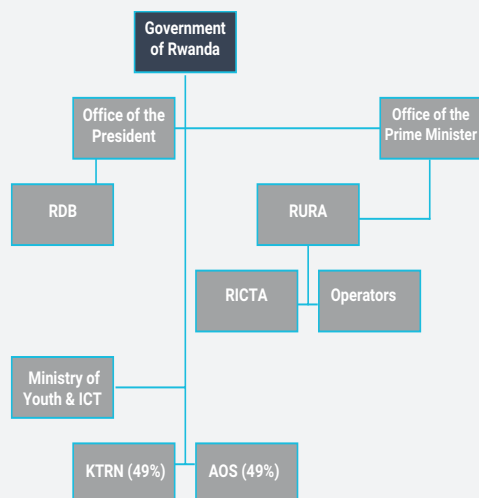 Government
of Rwanda
Office of the
President
Office of the
Prime Minister
RDB
RURA
RICTA
Operators
Ministry of
Youth & ICT
KTRN (49%)
AOS (49%)